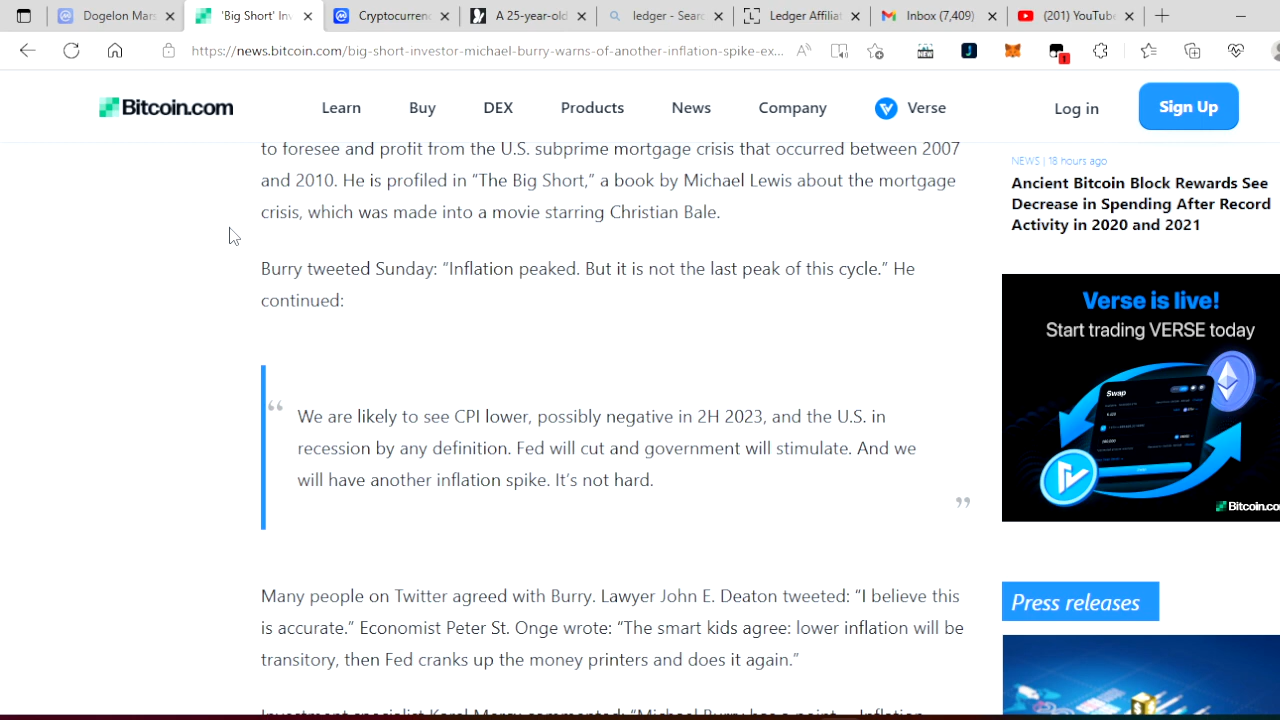 Dogelon Mars
'Big Short' Inv
Cryptocurrenc
A 25-year-old
ledger - Sear
Ledger Affiliat
Inbox (7,409)
(201) YouTube
https://news.bitcoin.com/big-short-investor-michael-burry-warns-of-another-inflation-spike-ex...
NEW
1
Bitcoin.com
Learn
Buy
DEX
Products
News
Company
Verse
Log in
Sign Up
to foresee and profit from the U.S. subprime mortgage crisis that occurred between 2007
and 2010. He is profiled in “The Big Short,” a book by Michael Lewis about the mortgage
crisis, which was made into a movie starring Christian Bale.
Burry tweeted Sunday: “Inflation peaked. But it is not the last peak of this cycle.” He
continued:
“ We are likely to see CPI lower, possibly negative in 2H 2023, and the U.S. in
recession by any definition. Fed will cut and government will stimulate. And we
will have another inflation spike. It’s not hard.
”
Many people on Twitter agreed with Burry. Lawyer John E. Deaton tweeted: “I believe this
is accurate.” Economist Peter St. Onge wrote: “The smart kids agree: lower inflation will be
transitory, then Fed cranks up the money printers and does it again.”
NEWS | 18 hours ago
Ancient Bitcoin Block Rewards See
Decrease in Spending After Record
Activity in 2020 and 2021
Verse is live!
Start trading VERSE today
Swap
Bitcoin.co
Press releases